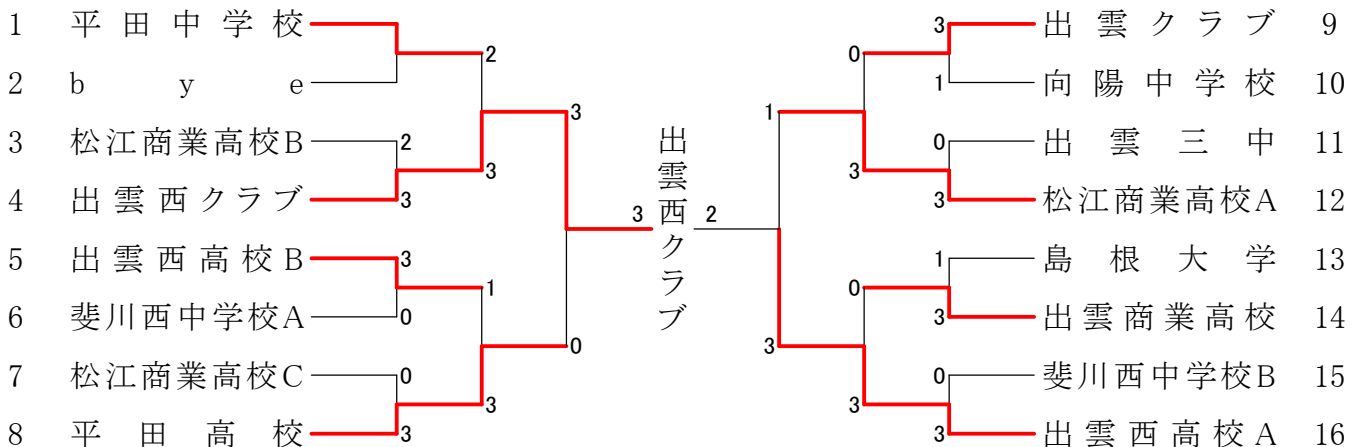 1 平田中学校
2 bye
3 松江商業高校B
4 出雲西クラブ
5 出雲西高校B
6 斐川西中学校A
7 松江商業高校C
8 平田高校
2
2
3
3
3
0
1
0
3
3
3
0
出雲西クラブ
3 2
1
3
0
3
0
3
3
1
0
3
1
3
0
3
出雲クラブ 9
向陽中学校 10
出雲三中 11
松江商業高校A 12
島根大学 13
出雲商業高校 14
斐川西中学校B 15
出雲西高校A 16